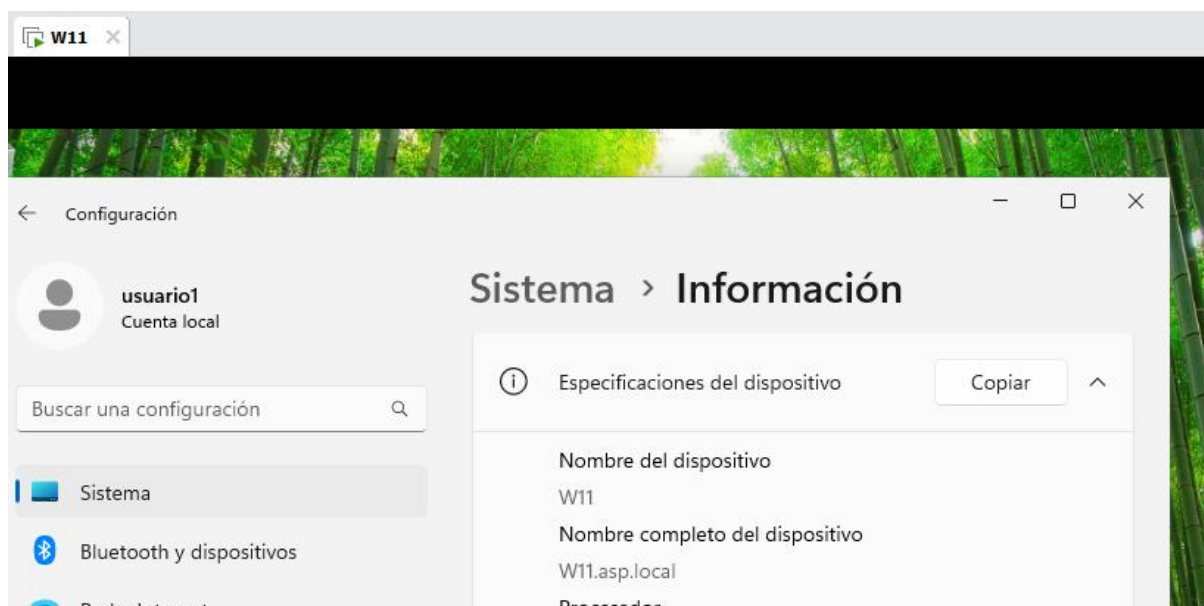 W11
Configuración
usuario1
Cuenta local
Buscar una configuración
Sistema
Bluetooth y dispositivos
Sistema > Información
Especificaciones del dispositivo
Copiar
Nombre del dispositivo
W11
Nombre completo del dispositivo
W11.asp.local
Procesador